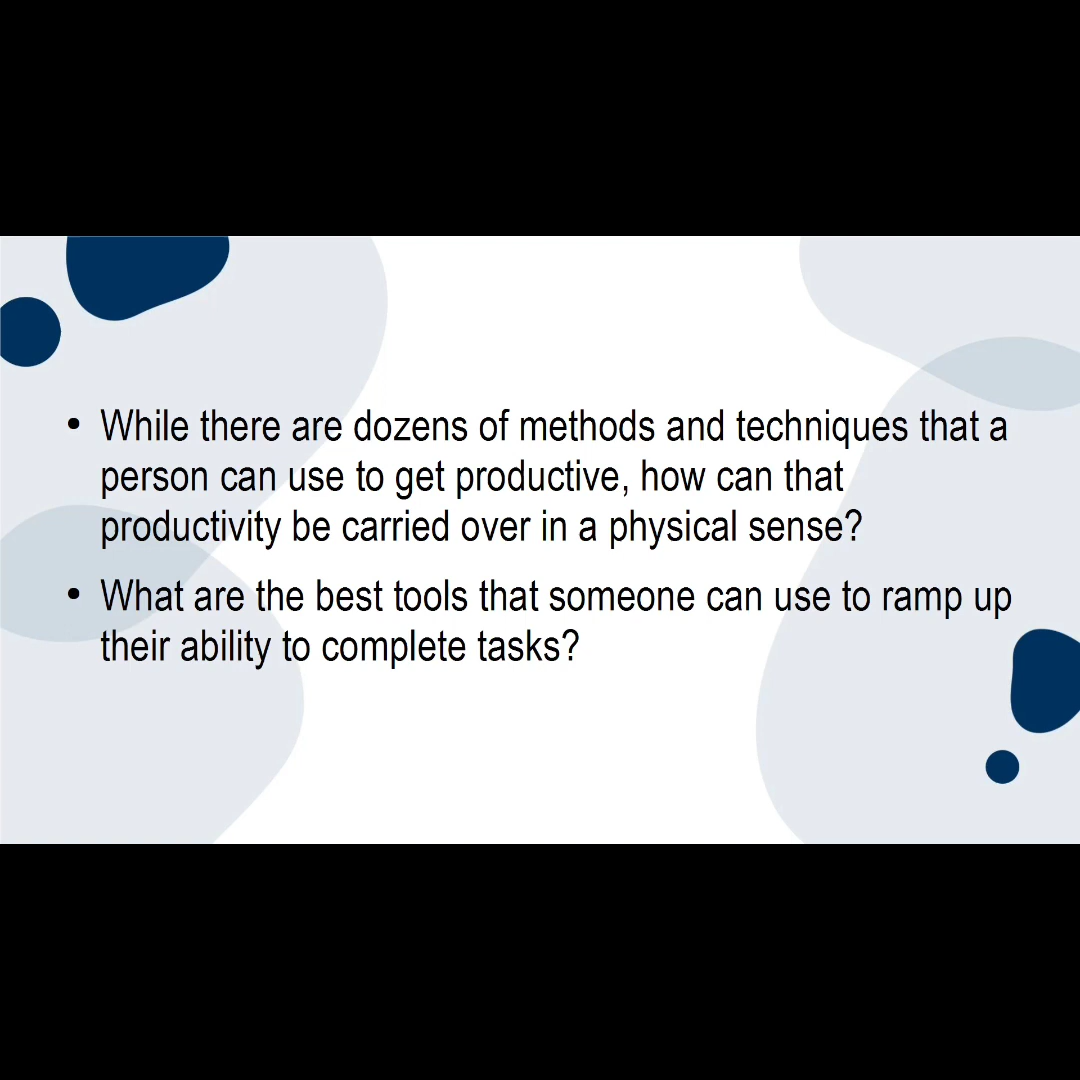 • While there are dozens of methods and techniques that a
person can use to get productive, how can that
productivity be carried over in a physical sense?
• What are the best tools that someone can use to ramp up
their ability to complete tasks?